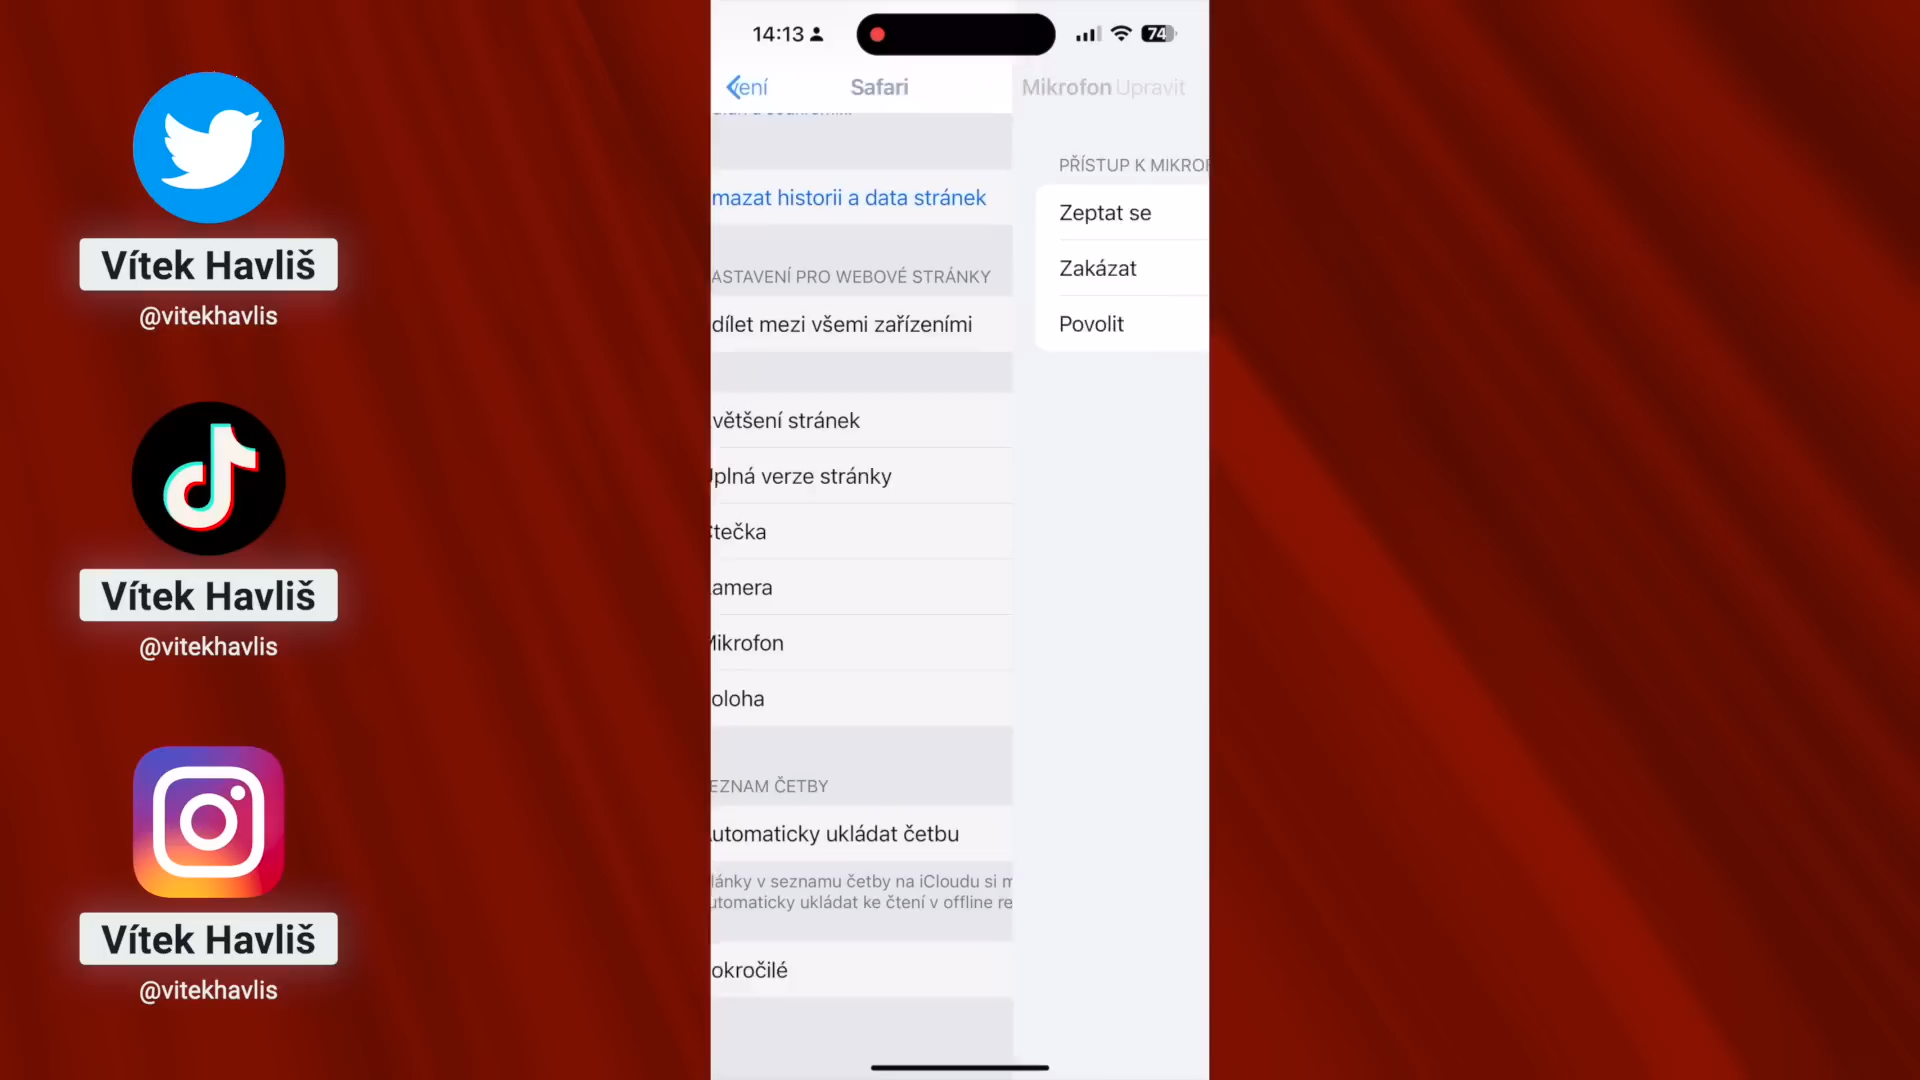 Vítek Havliš
@vitekhavlis
Vítek Havliš
@vitekhavlis
Vítek Havliš
@vitekhavlis
14:13
74
ení
Safari
Mikrofon
Upravit
mazat historii a data stránek
ASTAVENÍ PRO WEBOVÉ STRÁNKY
dílet mezi všemi zařízeními
většení stránek
plná verze stránky
tečka
amera
ikrofon
oloha
EZNAM ČETBY
utomaticky ukládat četbu
lánky v seznamu četby na iCloudu si m
utomaticky ukládat ke čtení v offline re
okročilé
PŘÍSTUP K MIKRO
Zeptat se
Zakázat
Povolit